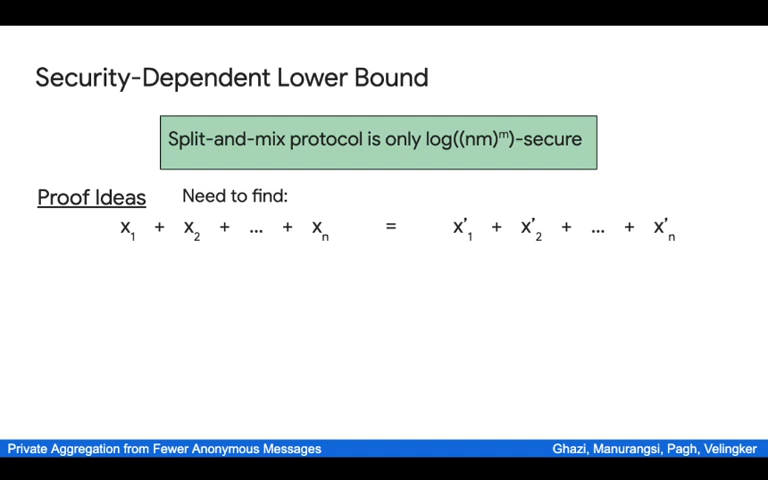 Security-Dependent Lower Bound
Split-and-mix protocol is only log((nm)ᵐ)-secure
Proof Ideas Need to find:
x₁ + x₂ + ... + xₙ = x'₁ + x'₂ + ... + x'ₙ
Private Aggregation from Fewer Anonymous Messages Ghazi, Manurangsi, Pagh, Velingker